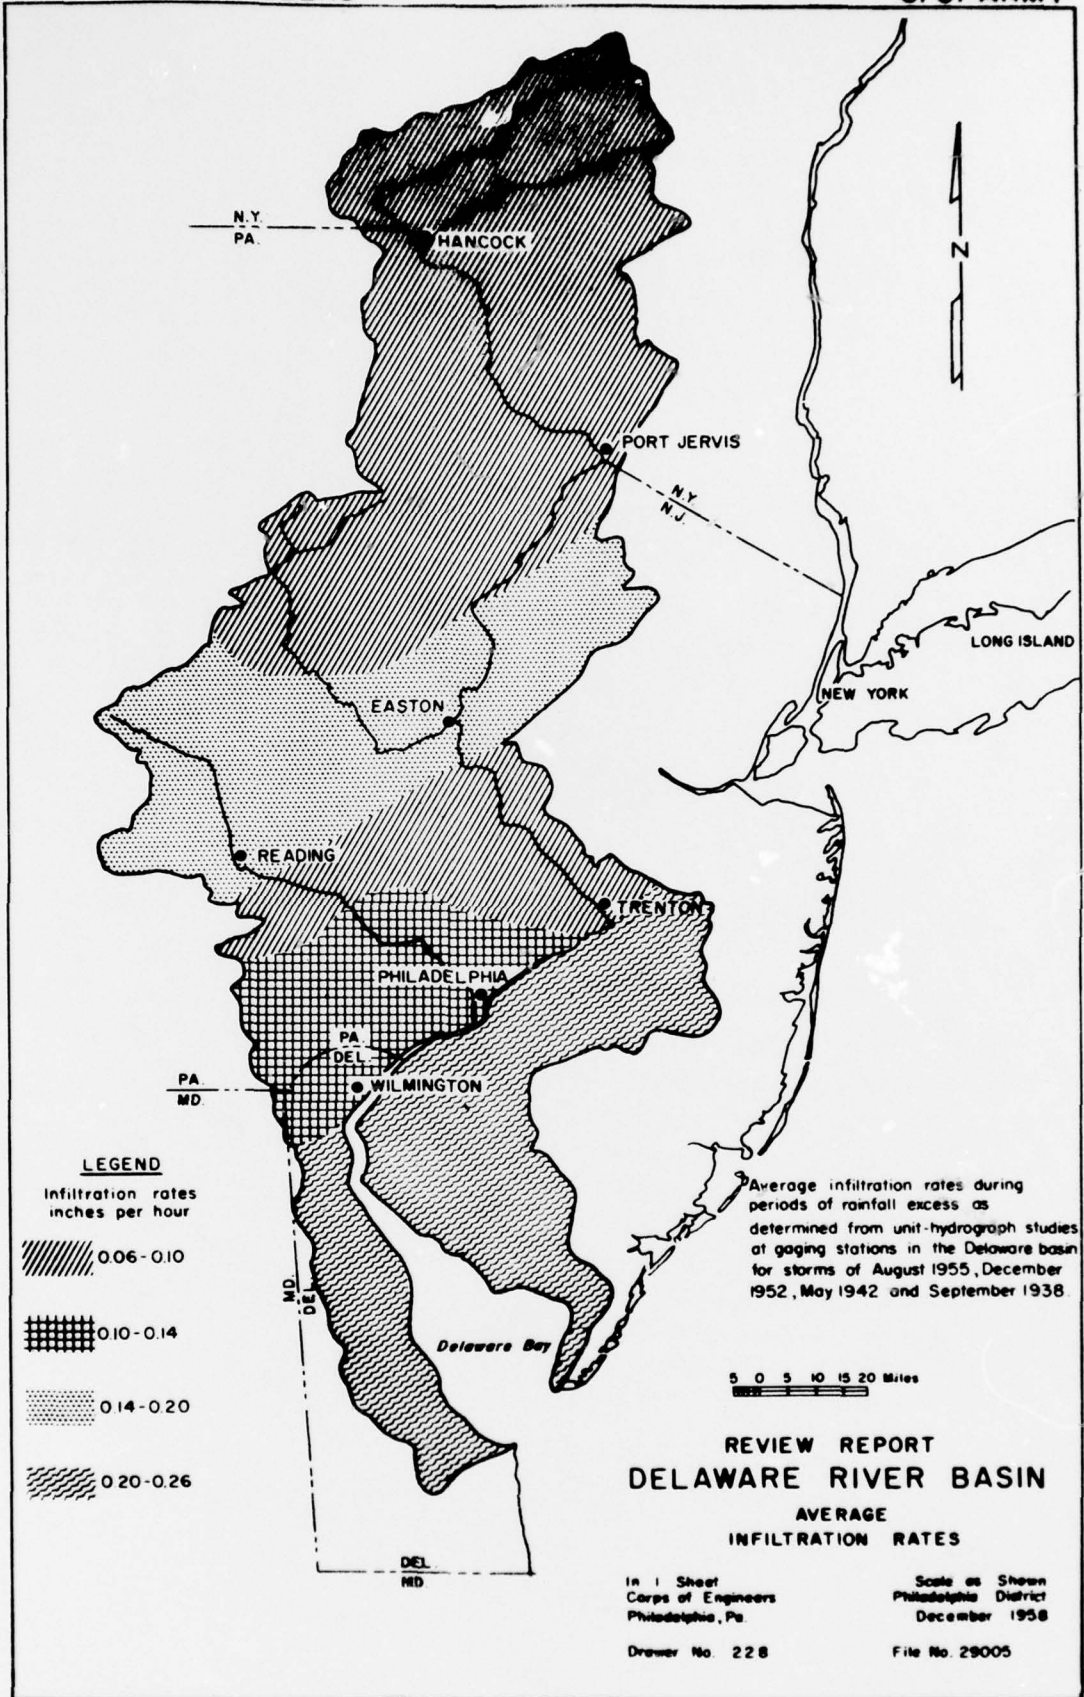 N.Y.
PA.
HANCOCK
N
PORT JERVIS
N.Y.
N.J.
LONG ISLAND
NEW YORK
EASTON
READING
TRENTON
PHILADELPHIA
PA.
DEL.
WILMINGTON
PA.
MD.
LEGEND
Infiltration rates
inches per hour
0.06-0.10
0.10-0.14
0.14-0.20
0.20-0.26
MD.
DEL.
Delaware Bay
Average infiltration rates during
periods of rainfall excess as
determined from unit-hydrograph studies
at gaging stations in the Delaware basin
for storms of August 1955, December
1952, May 1942 and September 1938.
5 0 5 10 15 20 Miles
REVIEW REPORT
DELAWARE RIVER BASIN
AVERAGE
INFILTRATION RATES
DEL.
MD.
In 1 Sheet
Scale as Shown
Corps of Engineers
Philadelphia District
Philadelphia, Pa.
December 1958
Drawer No. 228
File No. 29005